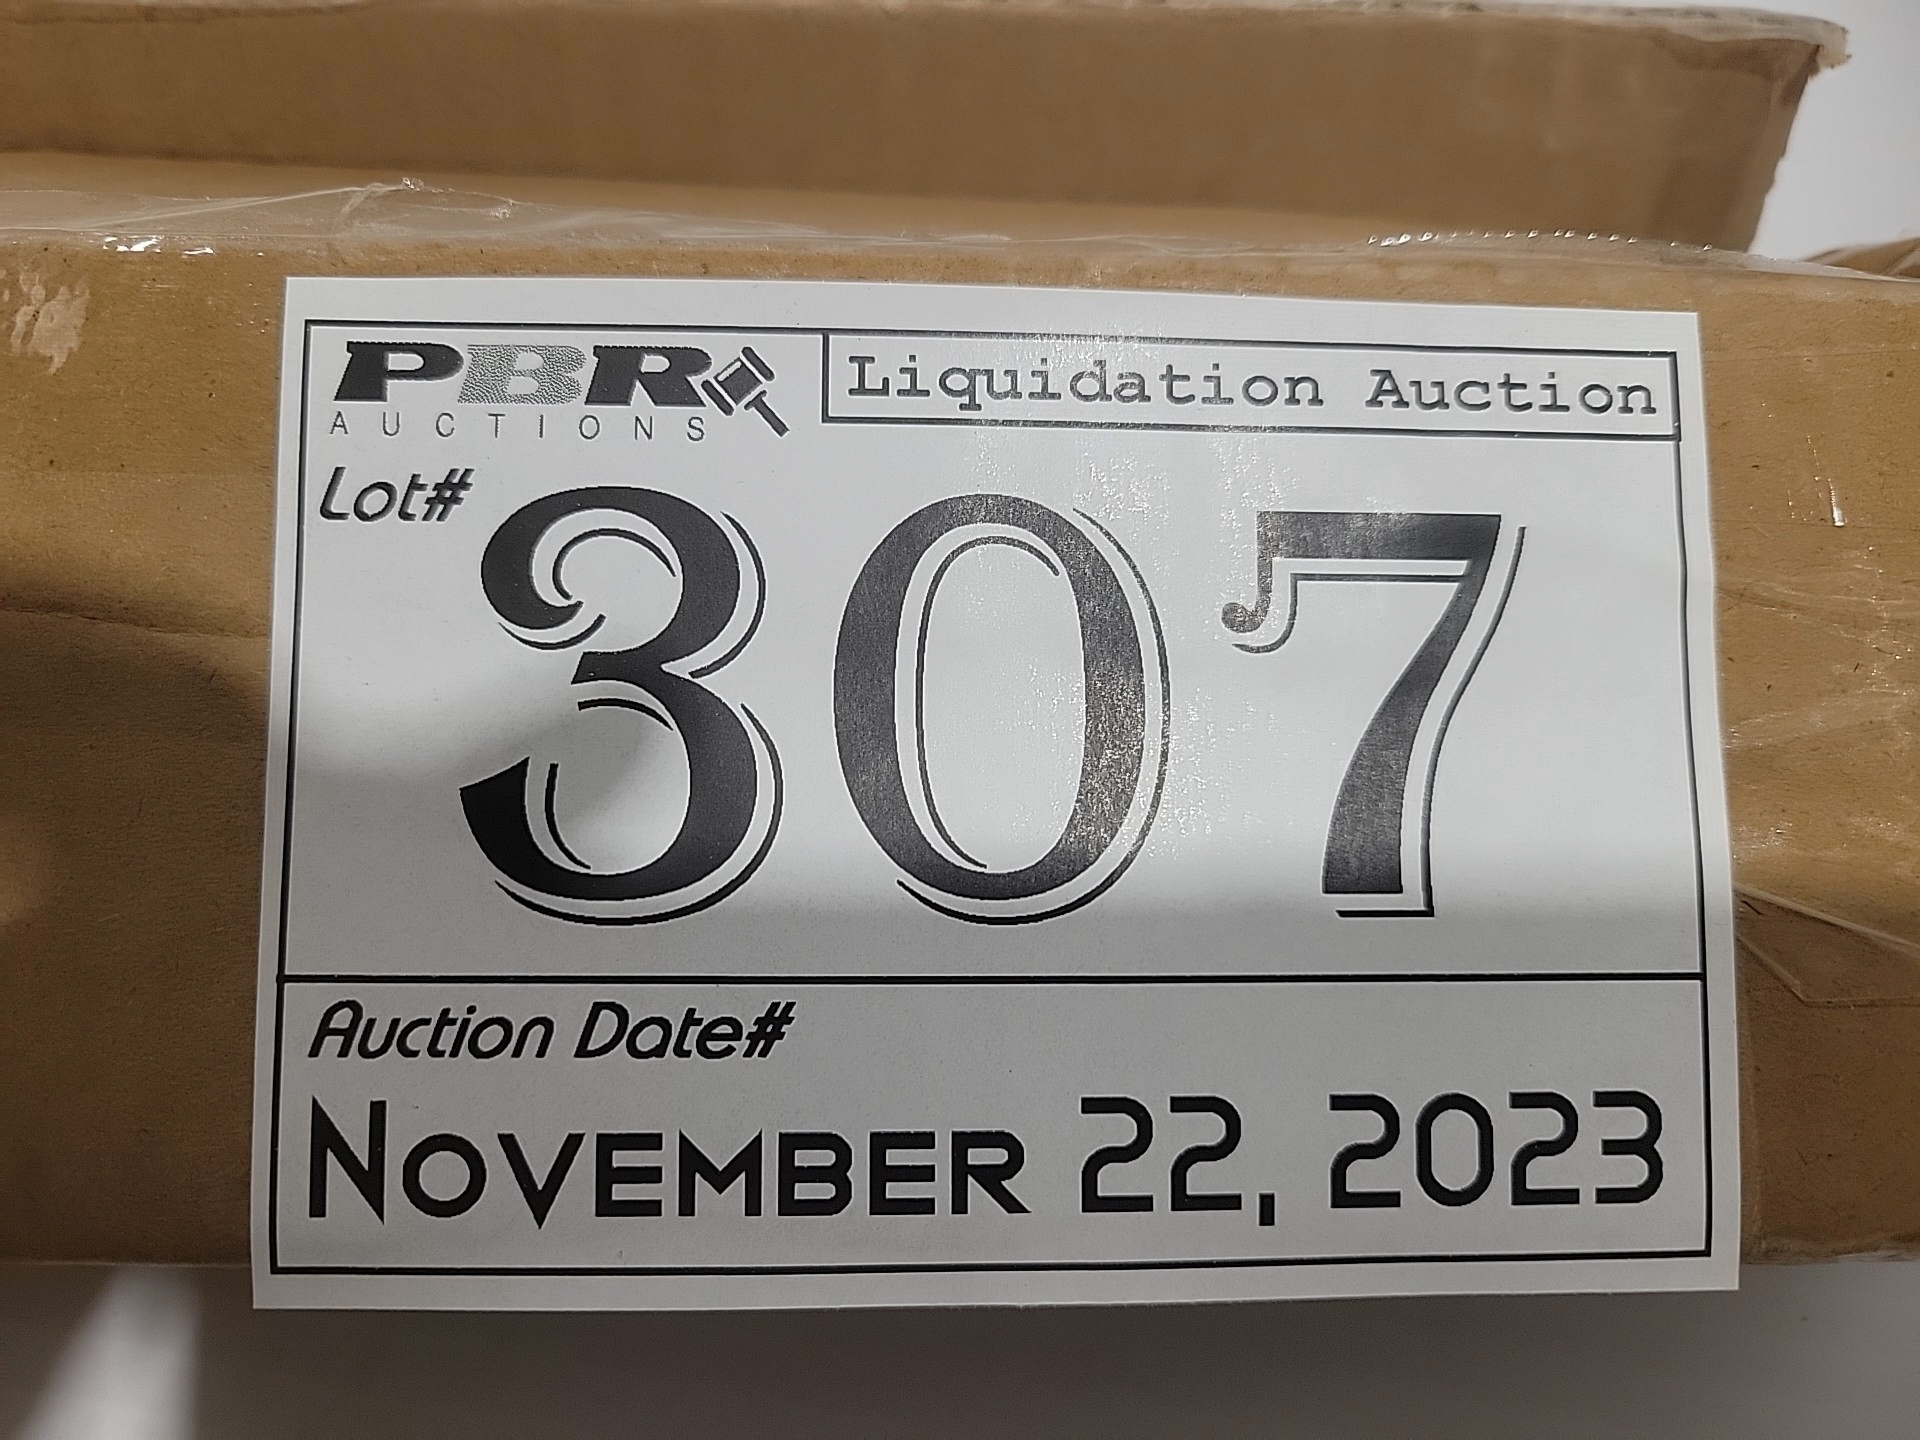 PBR
AUCTIONS
Liquidation Auction
Lot#
307
Auction Date#
NOVEMBER 22, 2023